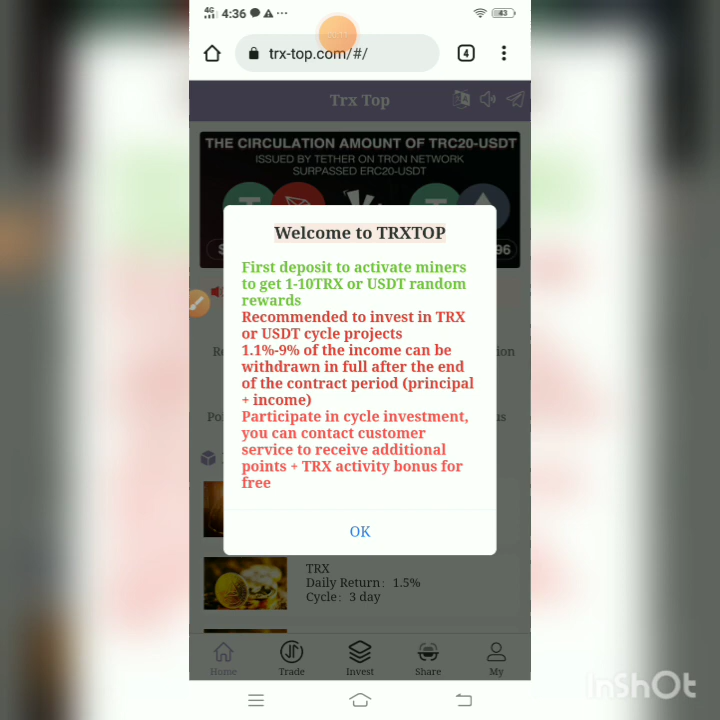 4G 4:36 43
00:11
trx-top.com/#/ 4
Trx Top
THE CIRCULATION AMOUNT OF TRC20-USDT
ISSUED BY TETHER ON TRON NETWORK
SURPASSED ERC20-USDT
Welcome to TRXTOP
First deposit to activate miners
to get 1-10TRX or USDT random
rewards
Recommended to invest in TRX
or USDT cycle projects
1.1%-9% of the income can be
withdrawn in full after the end
of the contract period (principal
+ income)
Participate in cycle investment,
you can contact customer
service to receive additional
points + TRX activity bonus for
free
OK
TRX
Daily Return: 1.5%
Cycle: 3 day
Home Trade Invest Share My
InShOt